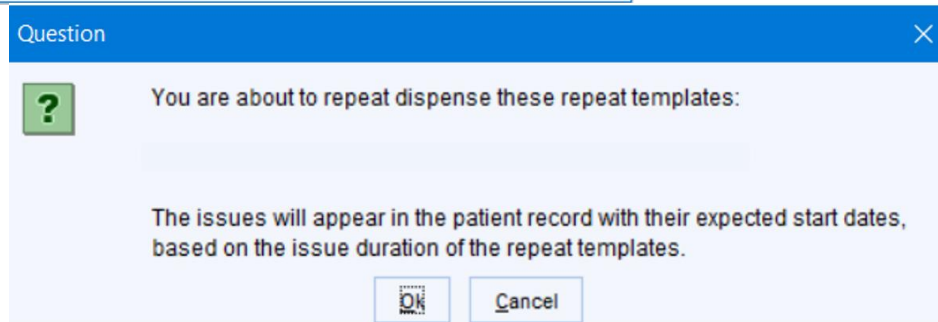 Question
You are about to repeat dispense these repeat templates:
The issues will appear in the patient record with their expected start dates,
based on the issue duration of the repeat templates.
Ok
Cancel